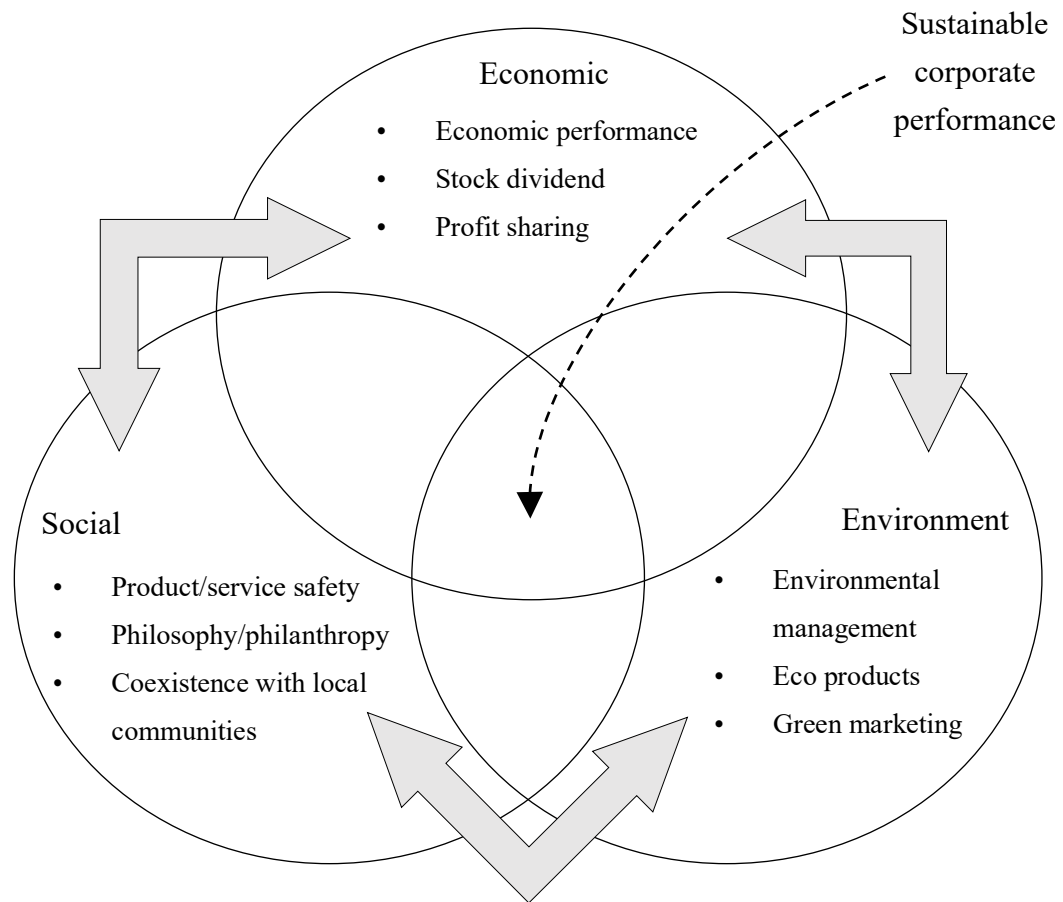 Sustainable
corporate
performance
Economic
• Economic performance
• Stock dividend
• Profit sharing
Social
• Product/service safety
• Philosophy/philanthropy
• Coexistence with local
communities
Environment
• Environmental
management
• Eco products
• Green marketing